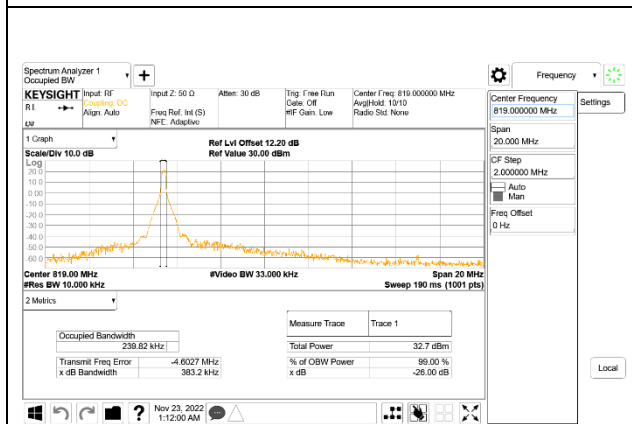 Spectrum Analyzer 1
Occupied BW
Frequency
KEYSIGHT
Input: RF
Coupling: DC
Align: Auto
Input Z: 50 Ω
Freq Ref: Int (S)
NFE: Adaptive
Atten: 30 dB
Trig: Free Run
Gate: Off
#IF Gain: Low
Center Freq: 819.000000 MHz
Avg|Hold: 10/10
Radio Std: None
Center Frequency
819.000000 MHz
Settings
Span
20.000 MHz
CF Step
2.000000 MHz
Auto
Man
Freq Offset
0 Hz
1 Graph
Scale/Div 10.0 dB
Ref Lvl Offset 12.20 dB
Ref Value 30.00 dBm
Log
20.0
10.0
0.00
-10.0
-20.0
-30.0
-40.0
-50.0
-60.0
Center 819.00 MHz
#Video BW 33.000 kHz
Span 20 MHz
#Res BW 10.000 kHz
Sweep 190 ms (1001 pts)
2 Metrics
Measure Trace
Trace 1
Occupied Bandwidth
239.82 kHz
Total Power
32.7 dBm
Transmit Freq Error
-4.6027 MHz
% of OBW Power
99.00 %
x dB Bandwidth
383.2 kHz
x dB
-26.00 dB
Local
Nov 23, 2022
1:12:00 AM